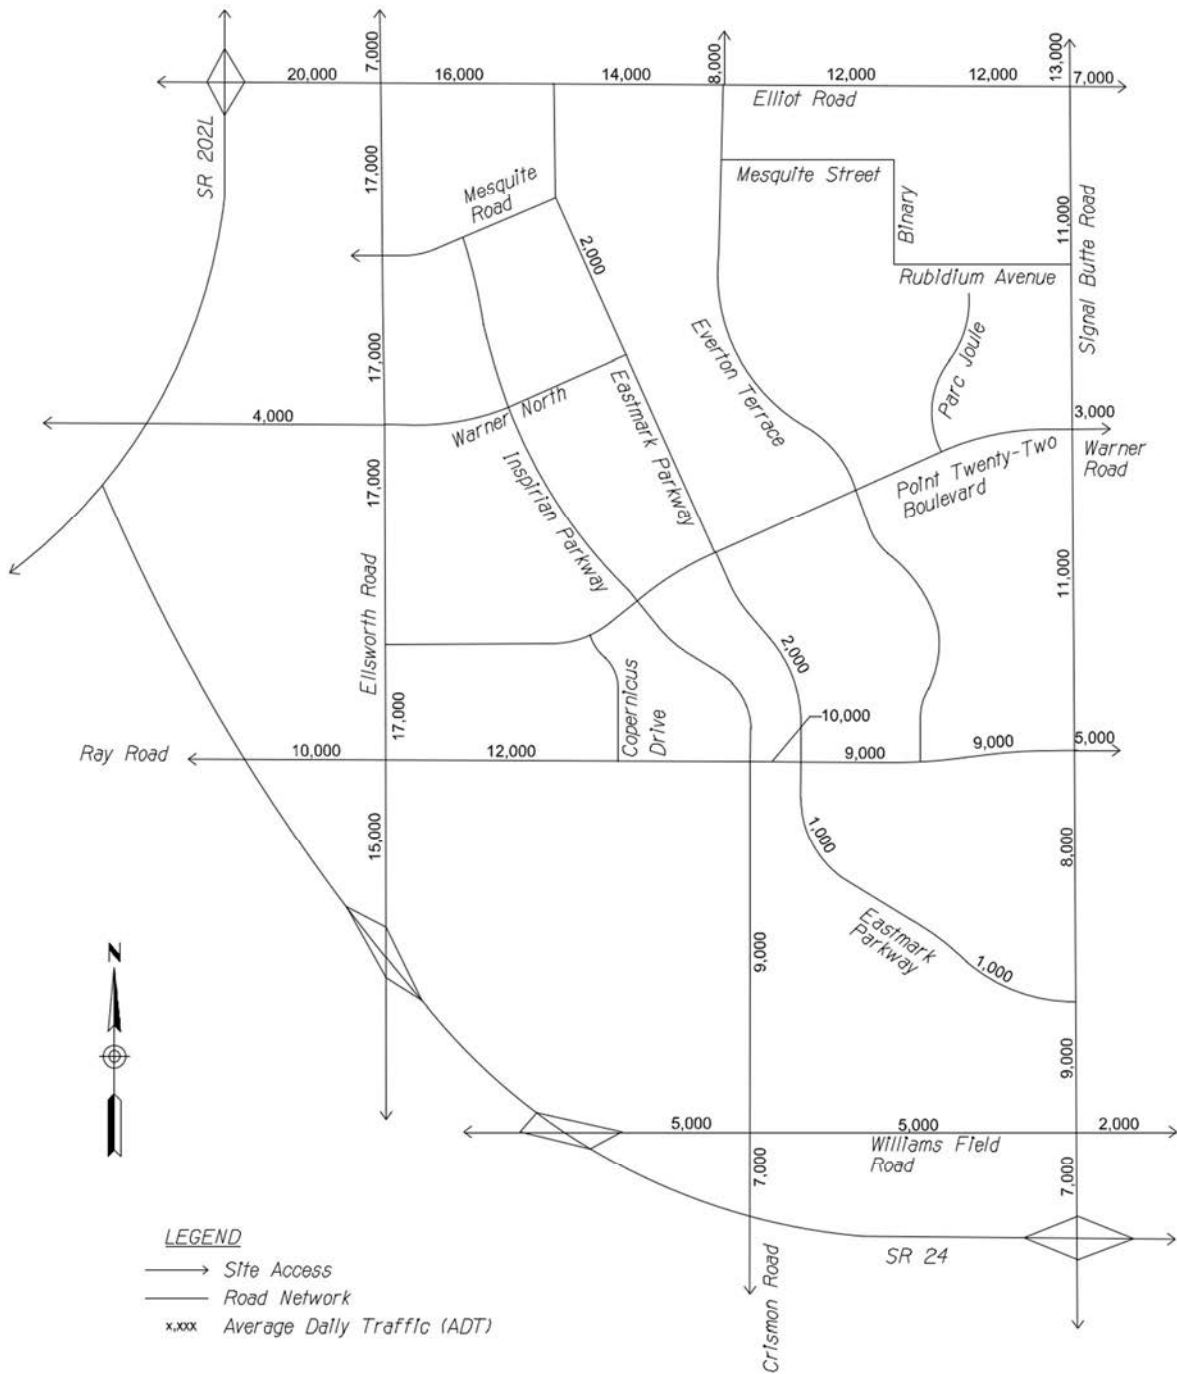 7,000
8,000
13,000
20,000
16,000
14,000
12,000
12,000
7,000
Elliot Road
SR 202L
17,000
Mesquite
Road
Mesquite Street
Binary
11,000
Signal Butte Road
2,000
Rubidium Avenue
17,000
Everton Terrace
Parc Joule
4,000
Warner North
Eastmark Parkway
3,000
Warner
Road
Point Twenty-Two
Boulevard
17,000
Inspirian Parkway
11,000
Ellsworth Road
2,000
17,000
Copernicus
Drive
10,000
Ray Road
10,000
12,000
9,000
9,000
5,000
15,000
1,000
8,000
Eastmark
Parkway
9,000
1,000
N
9,000
5,000
5,000
2,000
Williams Field
Road
7,000
7,000
SR 24
Crismon Road
LEGEND
Site Access
Road Network
x,xxx Average Daily Traffic (ADT)